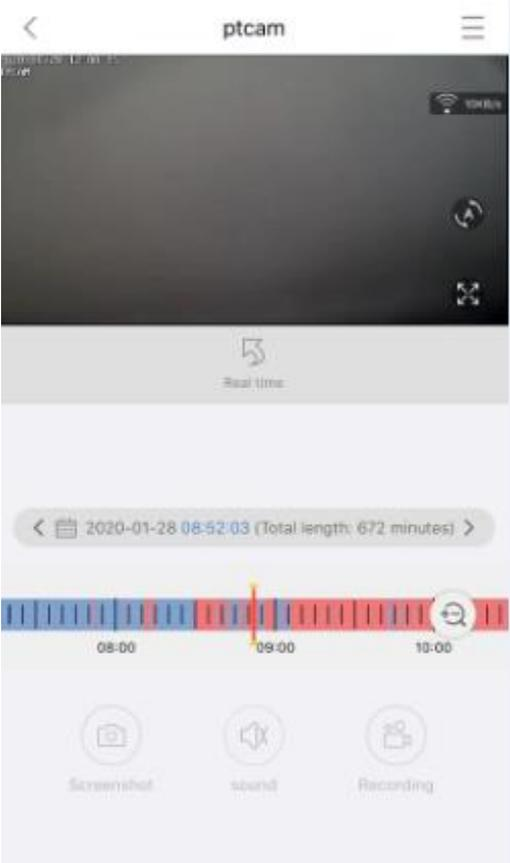 ptcam
Real time
2020-01-28 08:52:03 (Total length: 672 minutes)
08:00 09:00 10:00
Screenshot sound Recording